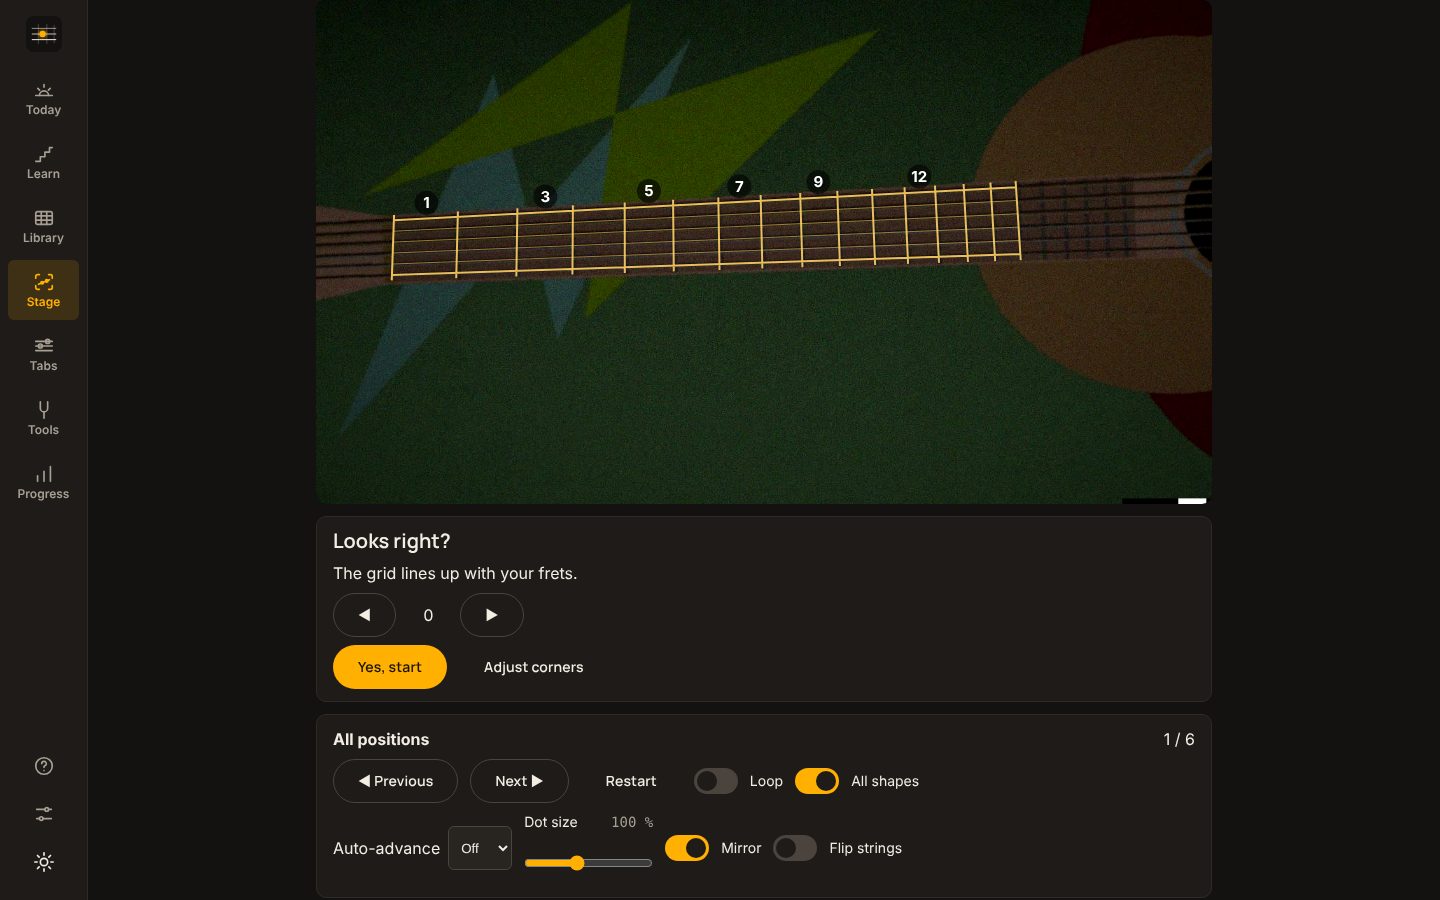 Today
Learn
Library
Stage
Tabs
Tools
Progress
1 3 5 7 9 12
Looks right?
The grid lines up with your frets.
◀ 0 ▶
Yes, start Adjust corners
All positions 1 / 6
◀ Previous Next ▶ Restart Loop All shapes
Dot size 100 %
Auto-advance Off Mirror Flip strings